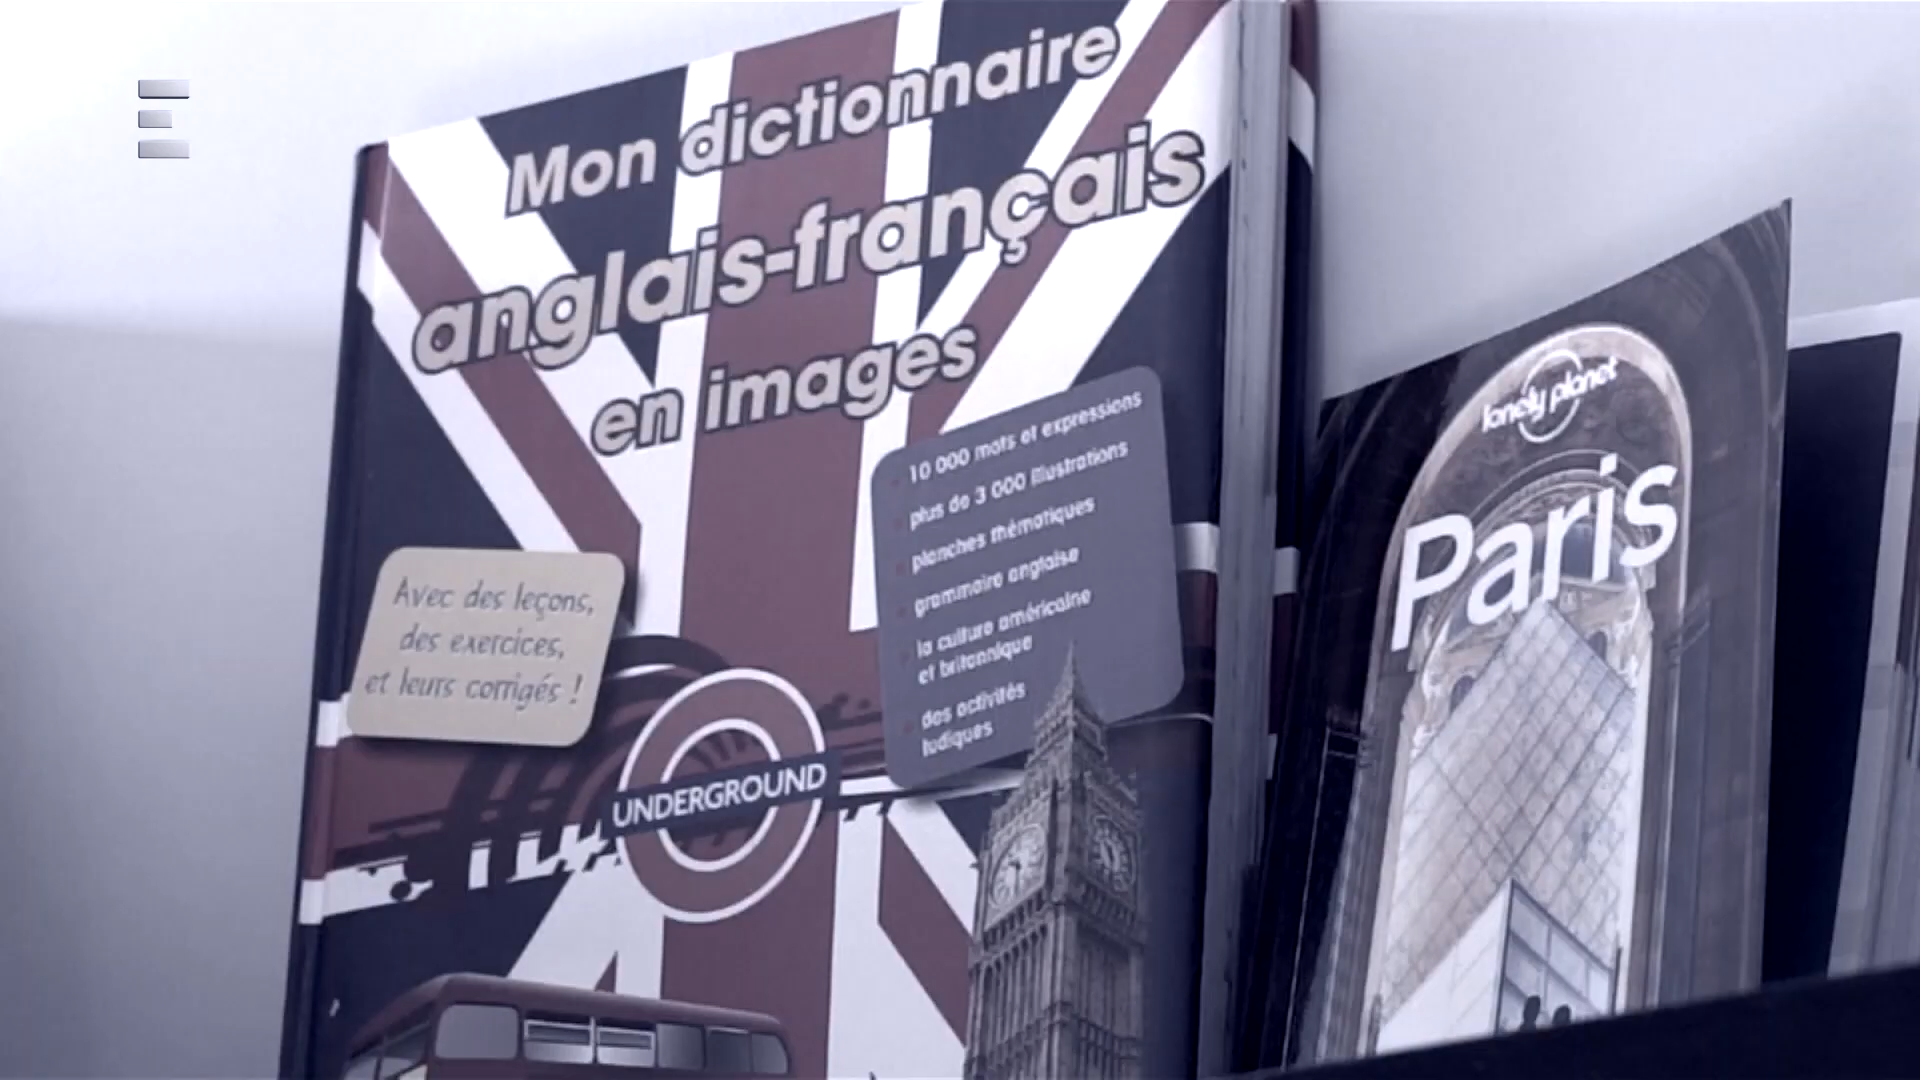 Mon dictionnaire
anglais-français
en images
10 000 mots et expressions
plus de 3 000 illustrations
planches thématiques
grammaire anglaise
la culture américaine
et britannique
des activités
ludiques
Avec des leçons,
des exercices,
et leurs corrigés !
UNDERGROUND
lonely planet
Paris